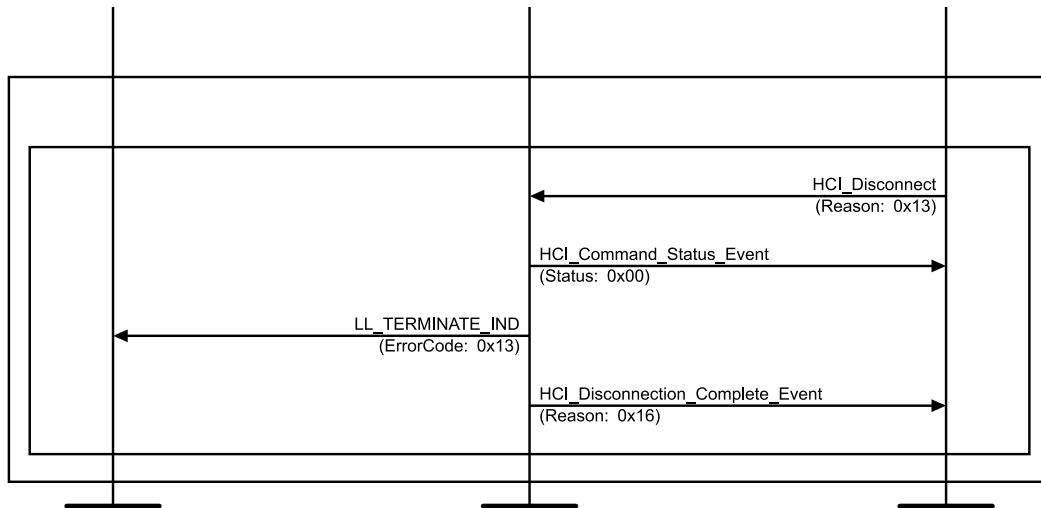 HCI_Disconnect
(Reason: 0x13)
HCI_Command_Status_Event
(Status: 0x00)
LL_TERMINATE_IND
(ErrorCode: 0x13)
HCI_Disconnection_Complete_Event
(Reason: 0x16)